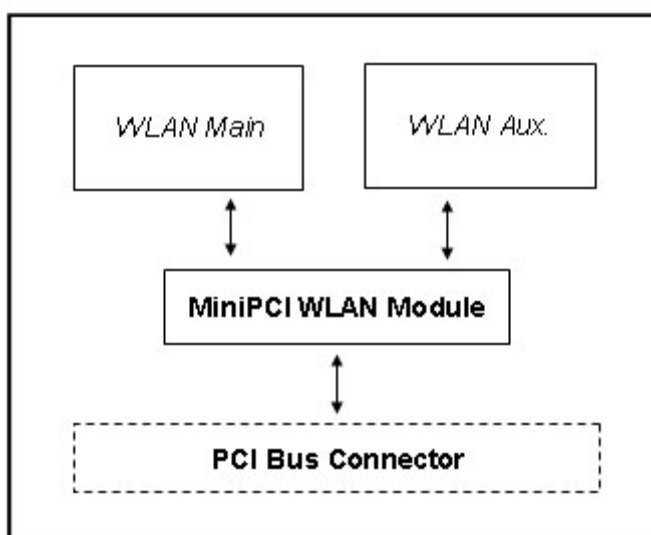 WLAN Main
WLAN Aux.
MiniPCI WLAN Module
PCI Bus Connector